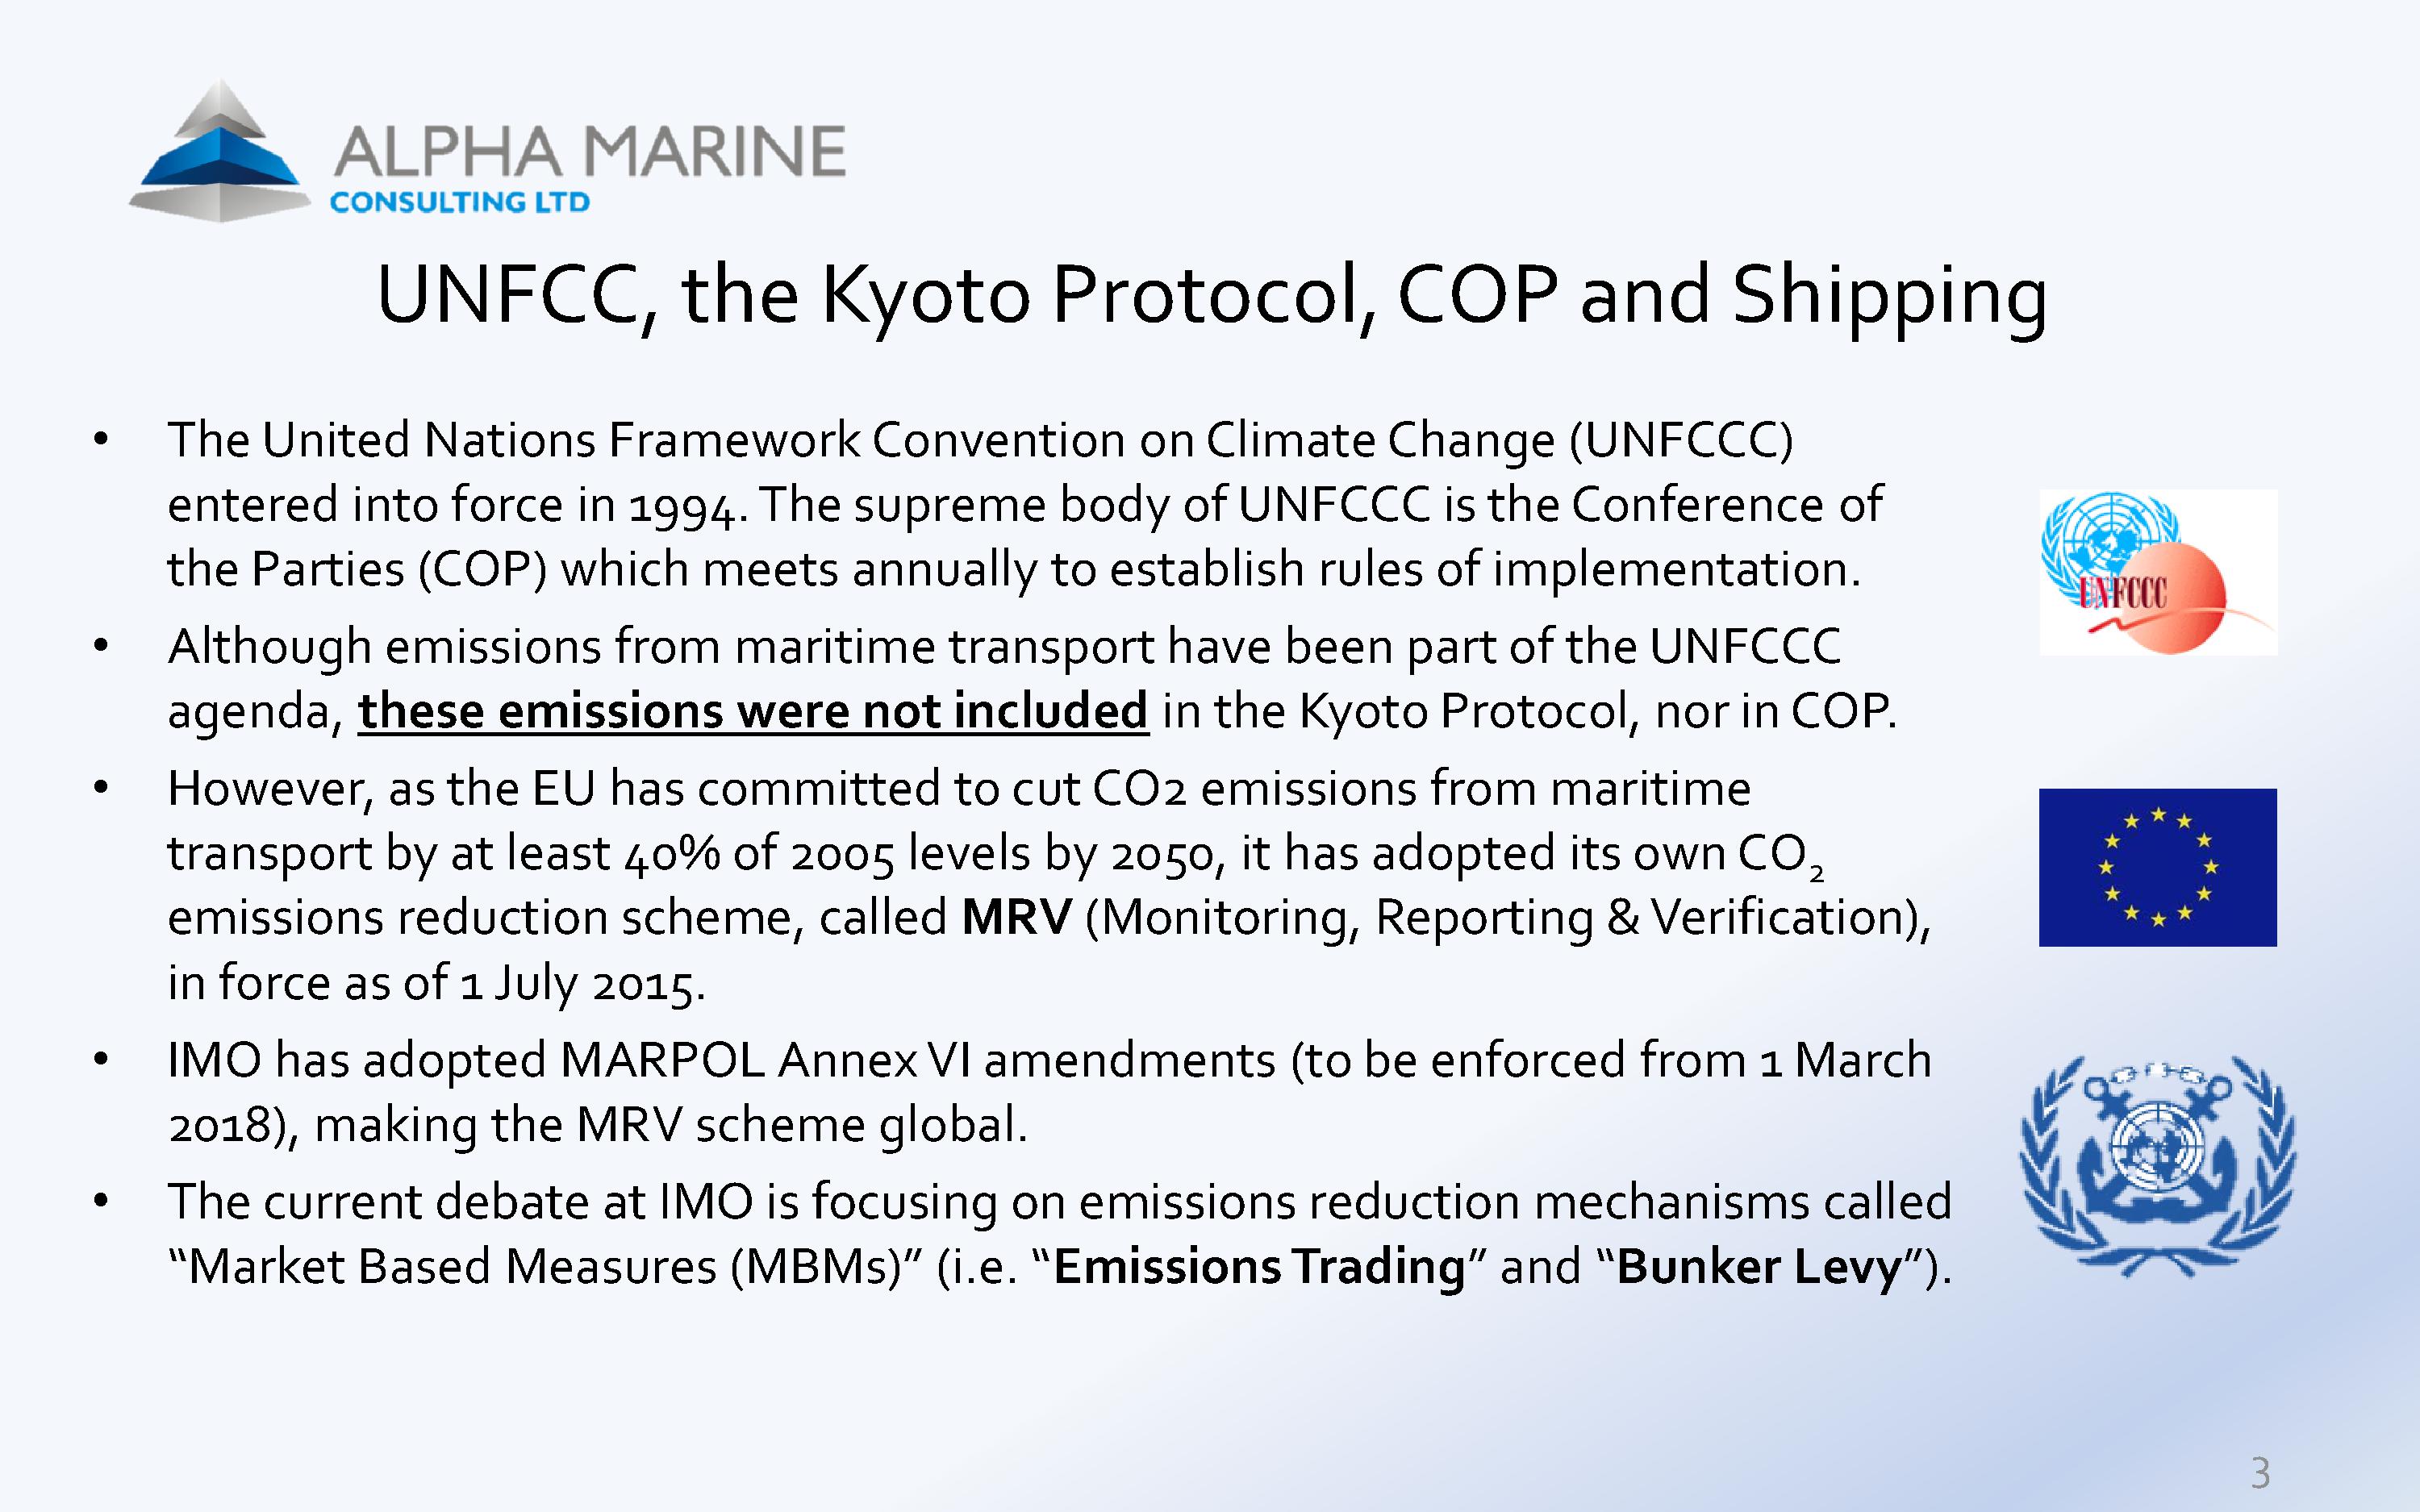 ALPHA MARINE
CONSULTING LTD
UNFCC, the Kyoto Protocol, COP and Shipping
• The United Nations Framework Convention on Climate Change (UNFCCC)
entered into force in 1994. The supreme body of UNFCCC is the Conference of
the Parties (COP) which meets annually to establish rules of implementation.
• Although emissions from maritime transport have been part of the UNFCCC
agenda, these emissions were not included in the Kyoto Protocol, nor in COP.
• However, as the EU has committed to cut CO2 emissions from maritime
transport by at least 40% of 2005 levels by 2050, it has adopted its own CO₂
emissions reduction scheme, called MRV (Monitoring, Reporting & Verification),
in force as of 1 July 2015.
• IMO has adopted MARPOL Annex VI amendments (to be enforced from 1 March
2018), making the MRV scheme global.
• The current debate at IMO is focusing on emissions reduction mechanisms called
“Market Based Measures (MBMs)” (i.e. “Emissions Trading” and “Bunker Levy”).
UNFCCC
3